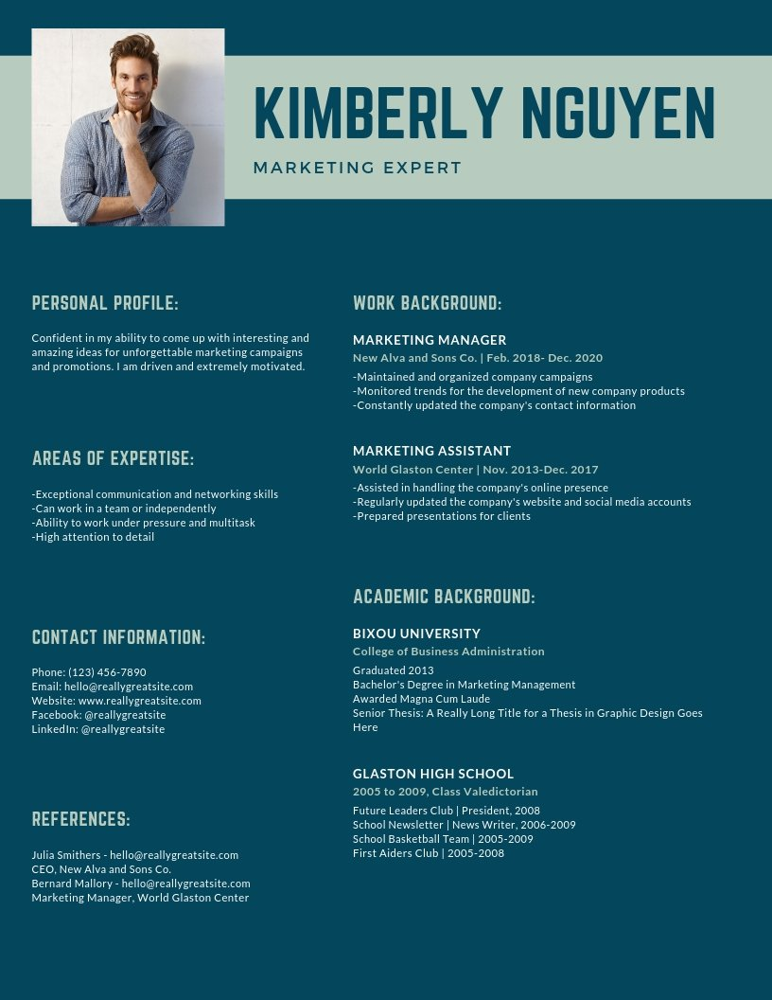 KIMBERLY NGUYEN
MARKETING EXPERT
PERSONAL PROFILE:
Confident in my ability to come up with interesting and
amazing ideas for unforgettable marketing campaigns
and promotions. I am driven and extremely motivated.
AREAS OF EXPERTISE:
-Exceptional communication and networking skills
-Can work in a team or independently
-Ability to work under pressure and multitask
-High attention to detail
CONTACT INFORMATION:
Phone: (123) 456-7890
Email: hello@reallygreatsite.com
Website: www.reallygreatsite.com
Facebook: @reallygreatsite
LinkedIn: @reallygreatsite
REFERENCES:
Julia Smithers - hello@reallygreatsite.com
CEO, New Alva and Sons Co.
Bernard Mallory - hello@reallygreatsite.com
Marketing Manager, World Glaston Center
WORK BACKGROUND:
MARKETING MANAGER
New Alva and Sons Co. | Feb. 2018- Dec. 2020
-Maintained and organized company campaigns
-Monitored trends for the development of new company products
-Constantly updated the company's contact information
MARKETING ASSISTANT
World Glaston Center | Nov. 2013-Dec. 2017
-Assisted in handling the company's online presence
-Regularly updated the company's website and social media accounts
-Prepared presentations for clients
ACADEMIC BACKGROUND:
BIXOU UNIVERSITY
College of Business Administration
Graduated 2013
Bachelor's Degree in Marketing Management
Awarded Magna Cum Laude
Senior Thesis: A Really Long Title for a Thesis in Graphic Design Goes
Here
GLASTON HIGH SCHOOL
2005 to 2009, Class Valedictorian
Future Leaders Club | President, 2008
School Newsletter | News Writer, 2006-2009
School Basketball Team | 2005-2009
First Aiders Club | 2005-2008